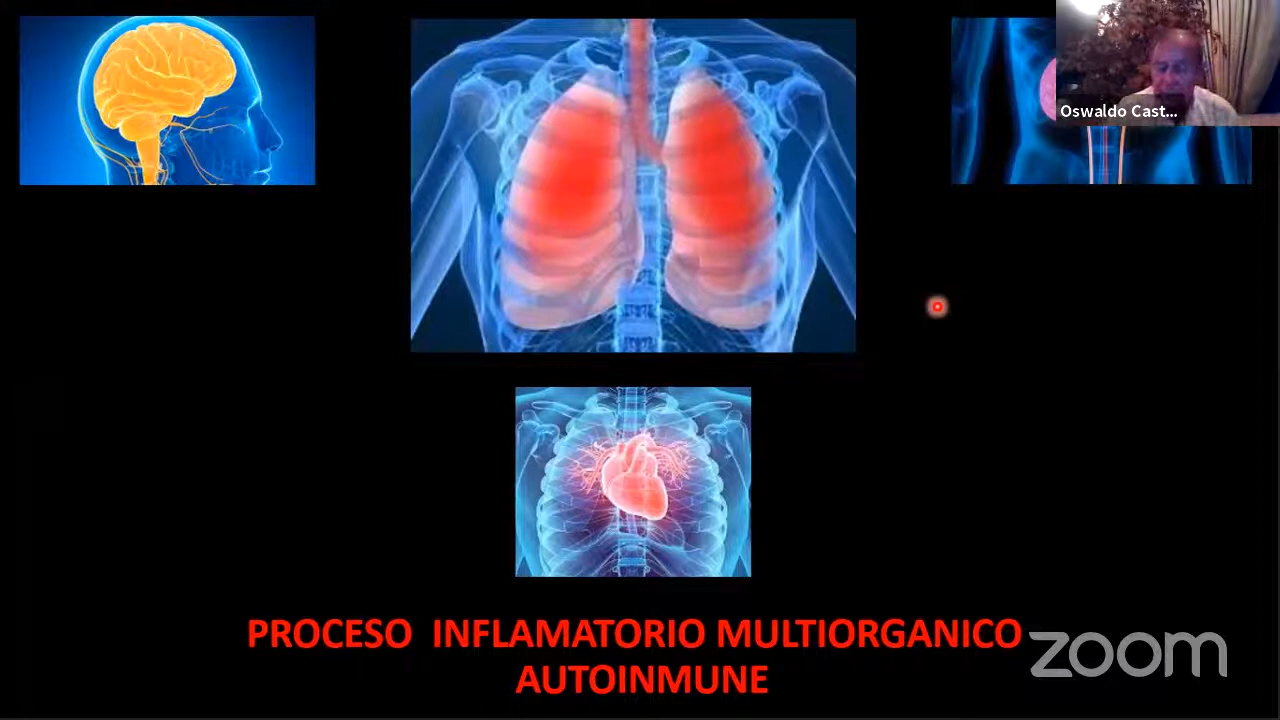 Oswaldo Cast...
PROCESO INFLAMATORIO MULTIORGANICO
AUTOINMUNE
zoom